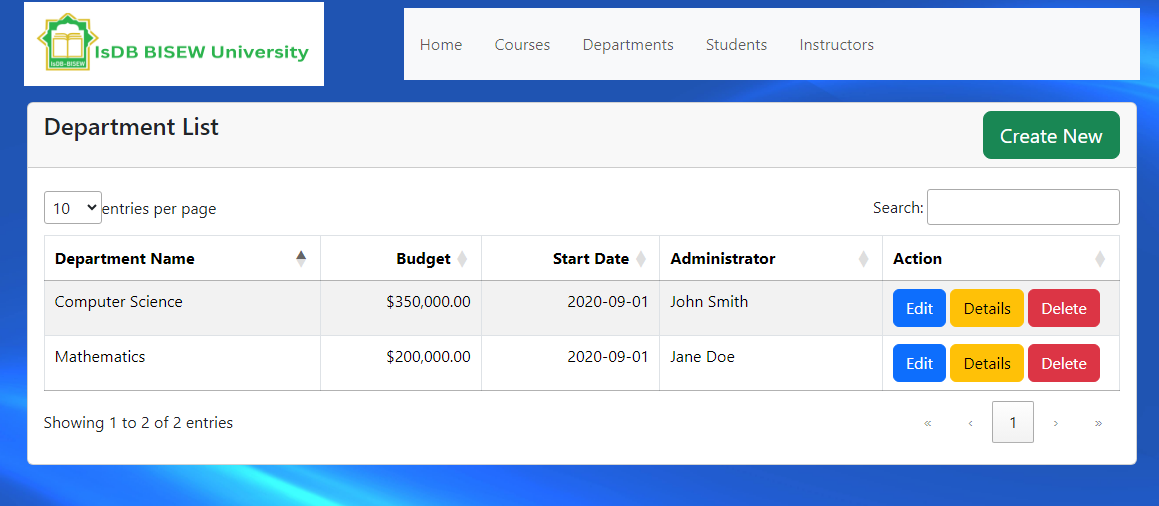 IsDB BISEW University
IsDB-BISEW
Home Courses Departments Students Instructors
Department List
Create New
10 entries per page Search:
Department Name Budget Start Date Administrator Action
Computer Science $350,000.00 2020-09-01 John Smith Edit Details Delete
Mathematics $200,000.00 2020-09-01 Jane Doe Edit Details Delete
Showing 1 to 2 of 2 entries « ‹ 1 › »